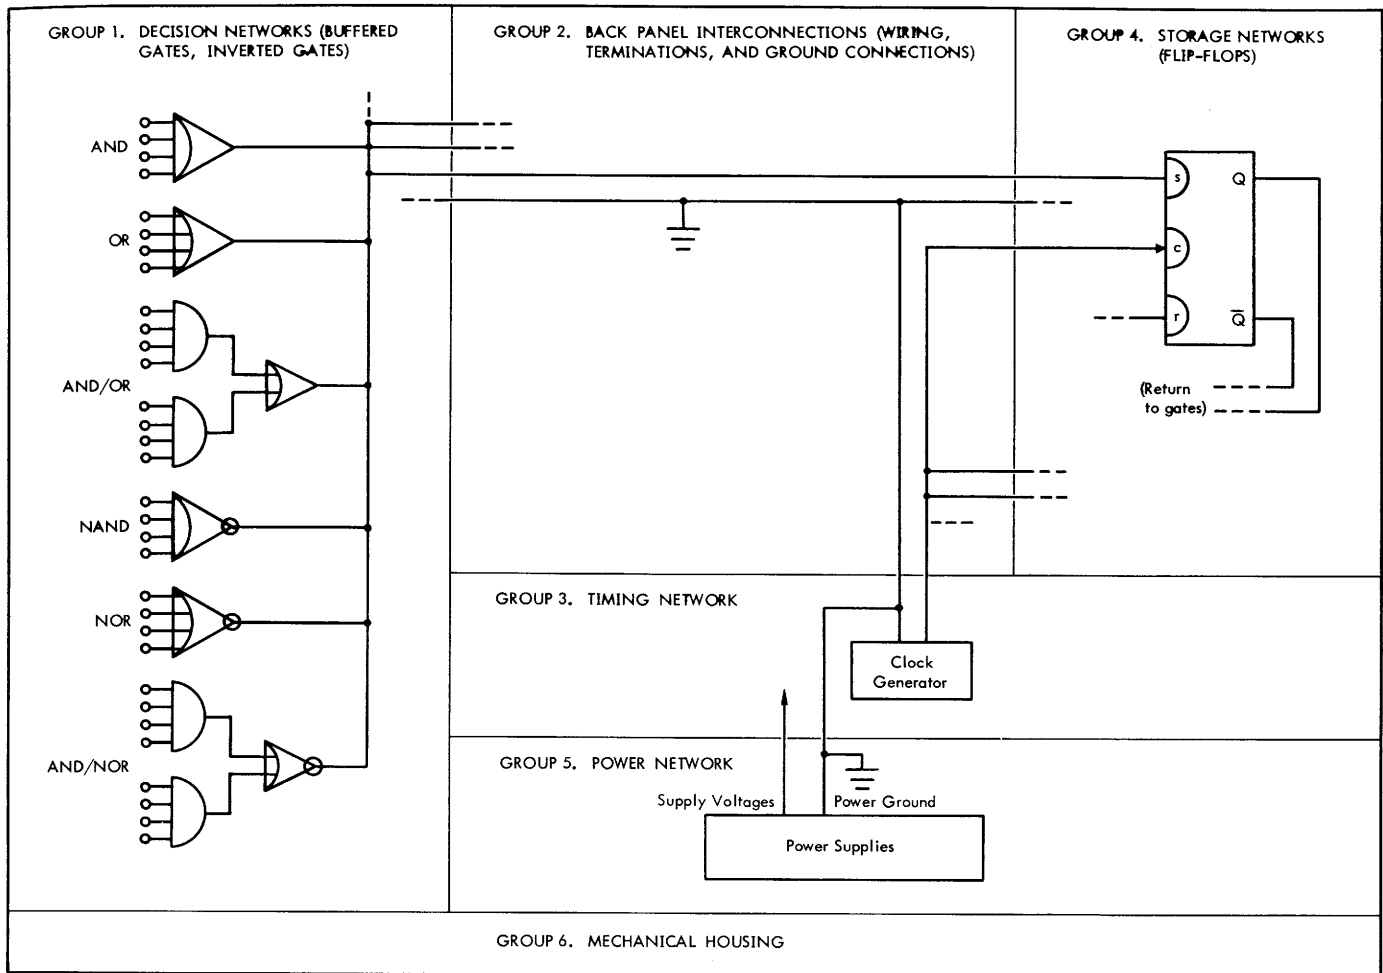 GROUP 1. DECISION NETWORKS (BUFFERED
GATES, INVERTED GATES)
GROUP 2. BACK PANEL INTERCONNECTIONS (WIRING,
TERMINATIONS, AND GROUND CONNECTIONS)
GROUP 4. STORAGE NETWORKS
(FLIP-FLOPS)
AND
OR
AND/OR
NAND
NOR
AND/NOR
s
Q
c
r
Q̅
(Return
to gates)
GROUP 3. TIMING NETWORK
Clock
Generator
GROUP 5. POWER NETWORK
Supply Voltages
Power Ground
Power Supplies
GROUP 6. MECHANICAL HOUSING